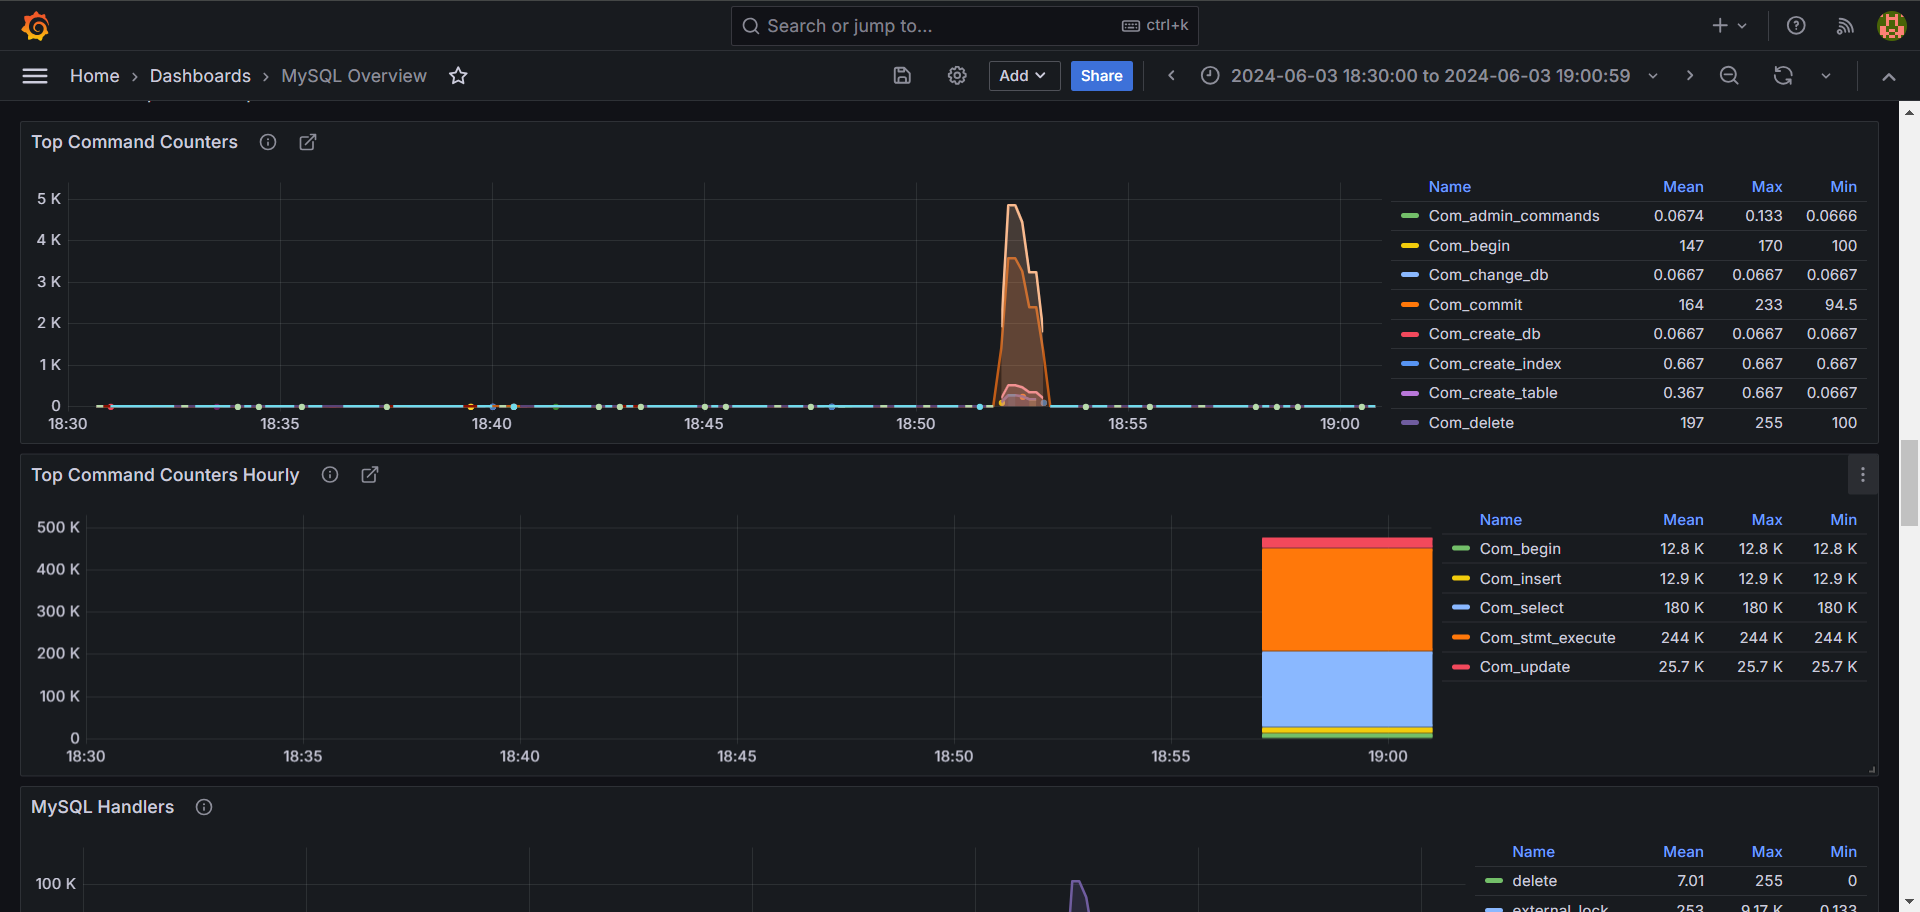 Search or jump to... ctrl+k
Home › Dashboards › MySQL Overview Add Share 2024-06-03 18:30:00 to 2024-06-03 19:00:59
Top Command Counters
5 K
4 K
3 K
2 K
1 K
0
18:30 18:35 18:40 18:45 18:50 18:55 19:00
Name Mean Max Min
Com_admin_commands 0.0674 0.133 0.0666
Com_begin 147 170 100
Com_change_db 0.0667 0.0667 0.0667
Com_commit 164 233 94.5
Com_create_db 0.0667 0.0667 0.0667
Com_create_index 0.667 0.667 0.667
Com_create_table 0.367 0.667 0.0667
Com_delete 197 255 100
Top Command Counters Hourly
500 K
400 K
300 K
200 K
100 K
0
18:30 18:35 18:40 18:45 18:50 18:55 19:00
Name Mean Max Min
Com_begin 12.8 K 12.8 K 12.8 K
Com_insert 12.9 K 12.9 K 12.9 K
Com_select 180 K 180 K 180 K
Com_stmt_execute 244 K 244 K 244 K
Com_update 25.7 K 25.7 K 25.7 K
MySQL Handlers
100 K
Name Mean Max Min
delete 7.01 255 0
external_lock 253 9.17 K 0.133